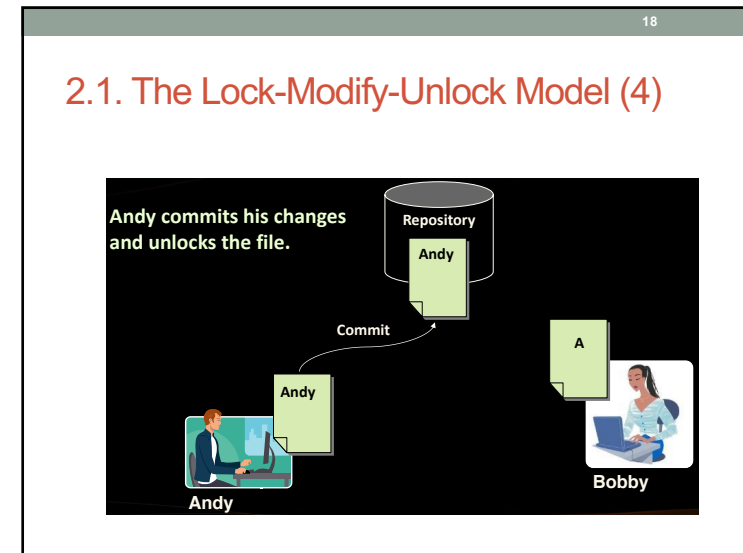 18
2.1. The Lock-Modify-Unlock Model (4)
Andy commits his changes
and unlocks the file.
Repository
Andy
Commit
A
Andy
Andy
Bobby